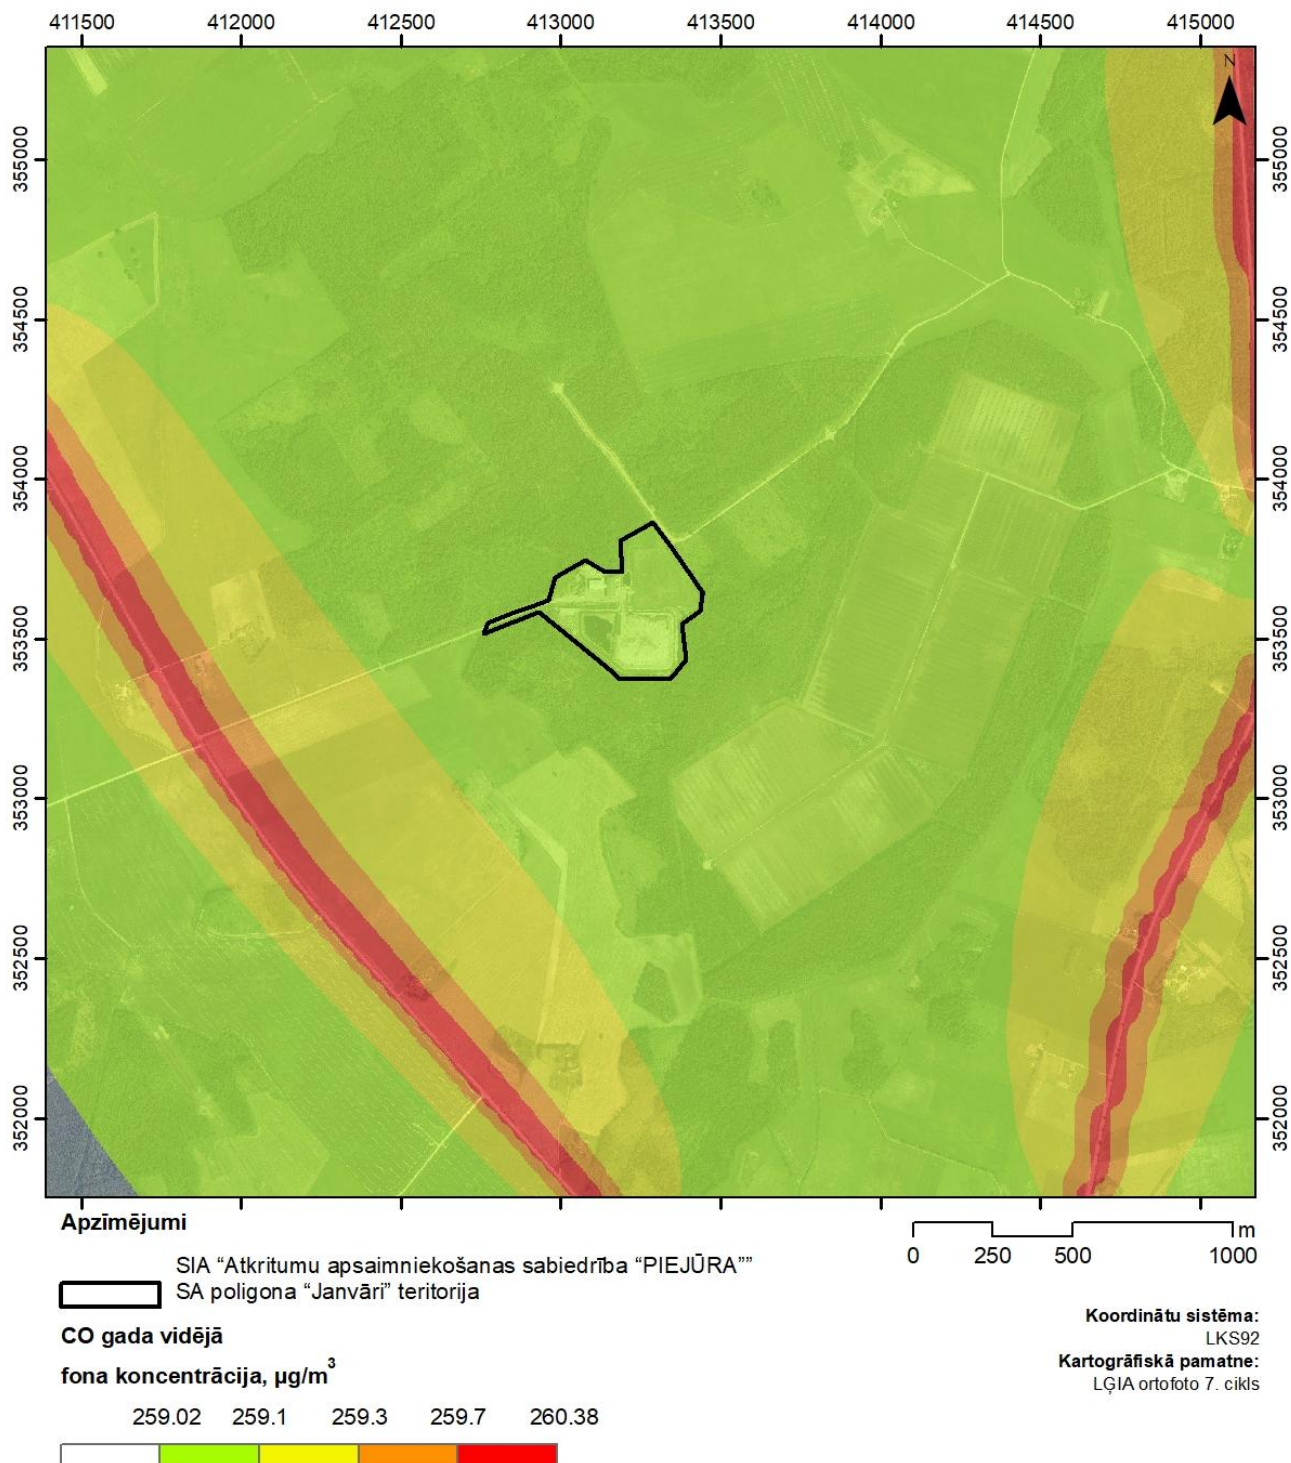 411500 412000 412500 413000 413500 414000 414500 415000
N
355000 355000
354500 354500
354000 354000
353500 353500
353000 353000
352500 352500
352000 352000
Apzīmējumi
SIA “Atkritumu apsaimniekošanas sabiedrība “PIEJŪRA””
SA poligona “Janvāri” teritorija
m
0 250 500 1000
CO gada vidējā
fona koncentrācija, µg/m³
259.02 259.1 259.3 259.7 260.38
Koordinātu sistēma:
LKS92
Kartogrāfiskā pamatne:
LĢIA ortofoto 7. cikls